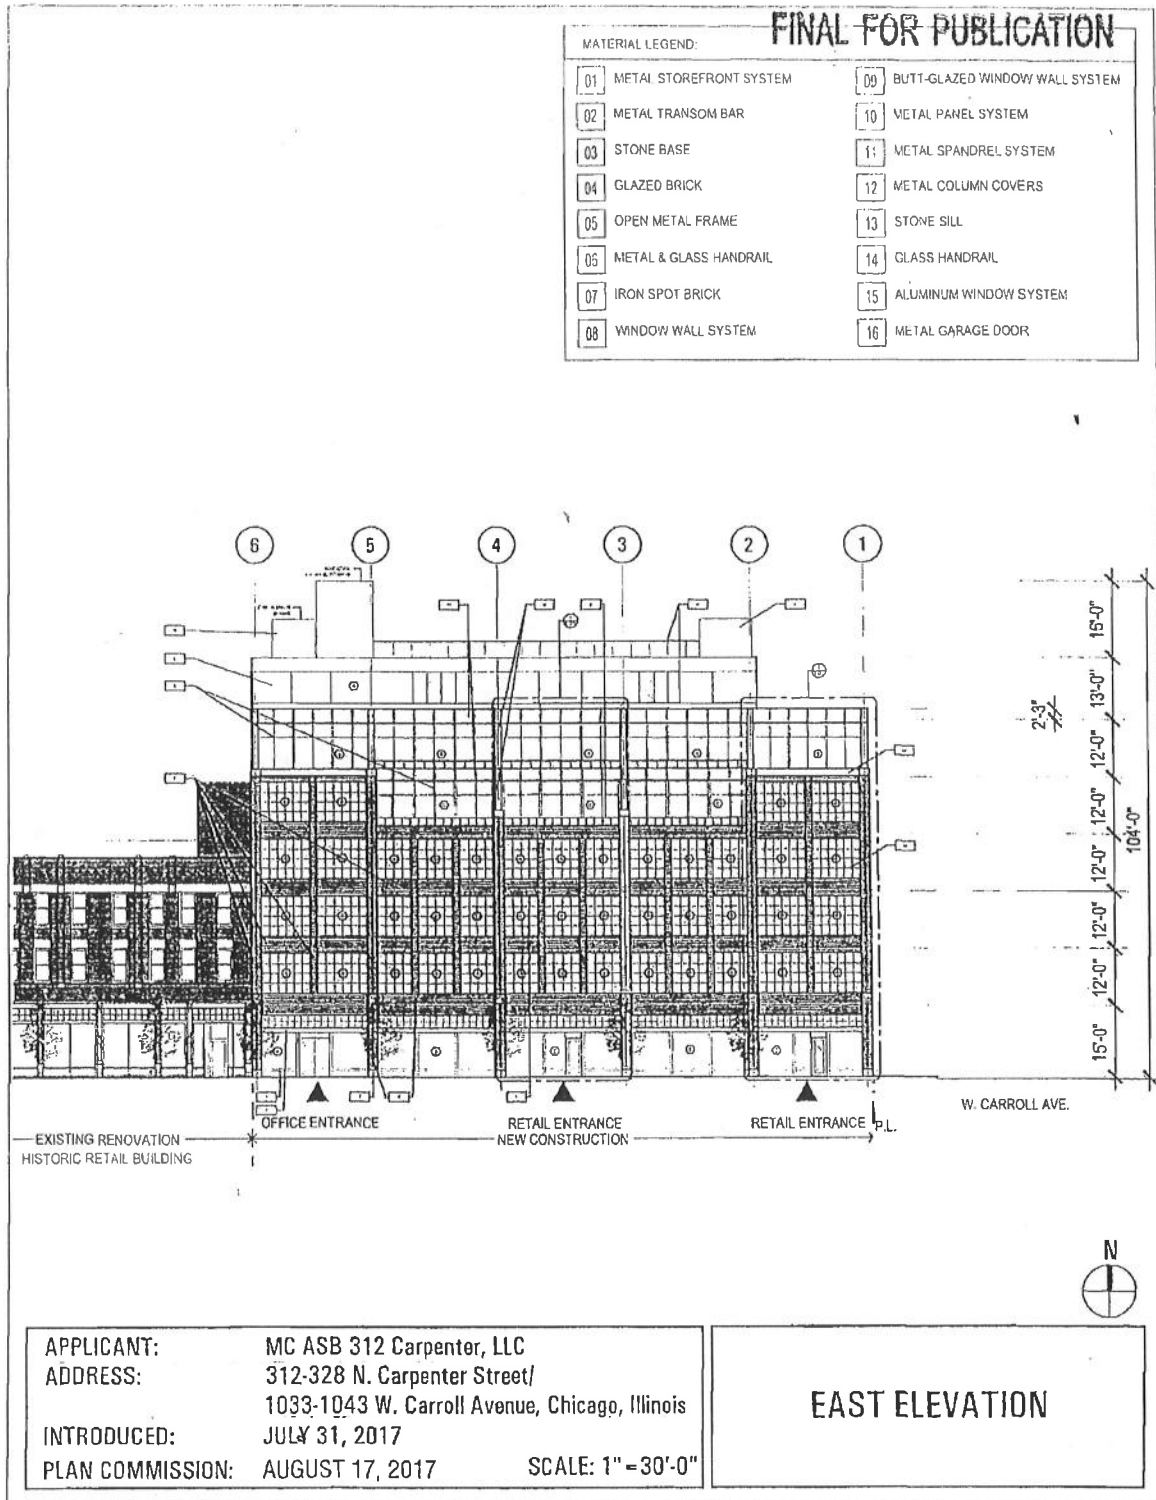 FINAL FOR PUBLICATION
MATERIAL LEGEND:
01 METAL STOREFRONT SYSTEM
02 METAL TRANSOM BAR
03 STONE BASE
04 GLAZED BRICK
05 OPEN METAL FRAME
06 METAL & GLASS HANDRAIL
07 IRON SPOT BRICK
08 WINDOW WALL SYSTEM
09 BUTT-GLAZED WINDOW WALL SYSTEM
10 METAL PANEL SYSTEM
11 METAL SPANDREL SYSTEM
12 METAL COLUMN COVERS
13 STONE SILL
14 GLASS HANDRAIL
15 ALUMINUM WINDOW SYSTEM
16 METAL GARAGE DOOR
6 5 4 3 2 1
13'-0"
2'-3"
12'-0"
12'-0"
12'-0"
12'-0"
12'-0"
15'-0"
104'-0"
W. CARROLL AVE.
OFFICE ENTRANCE
RETAIL ENTRANCE
RETAIL ENTRANCE
P.L.
EXISTING RENOVATION
HISTORIC RETAIL BUILDING
NEW CONSTRUCTION
N
APPLICANT: MC ASB 312 Carpenter, LLC
ADDRESS: 312-328 N. Carpenter Street/
1033-1043 W. Carroll Avenue, Chicago, Illinois
INTRODUCED: JULY 31, 2017
PLAN COMMISSION: AUGUST 17, 2017 SCALE: 1"=30'-0"
EAST ELEVATION